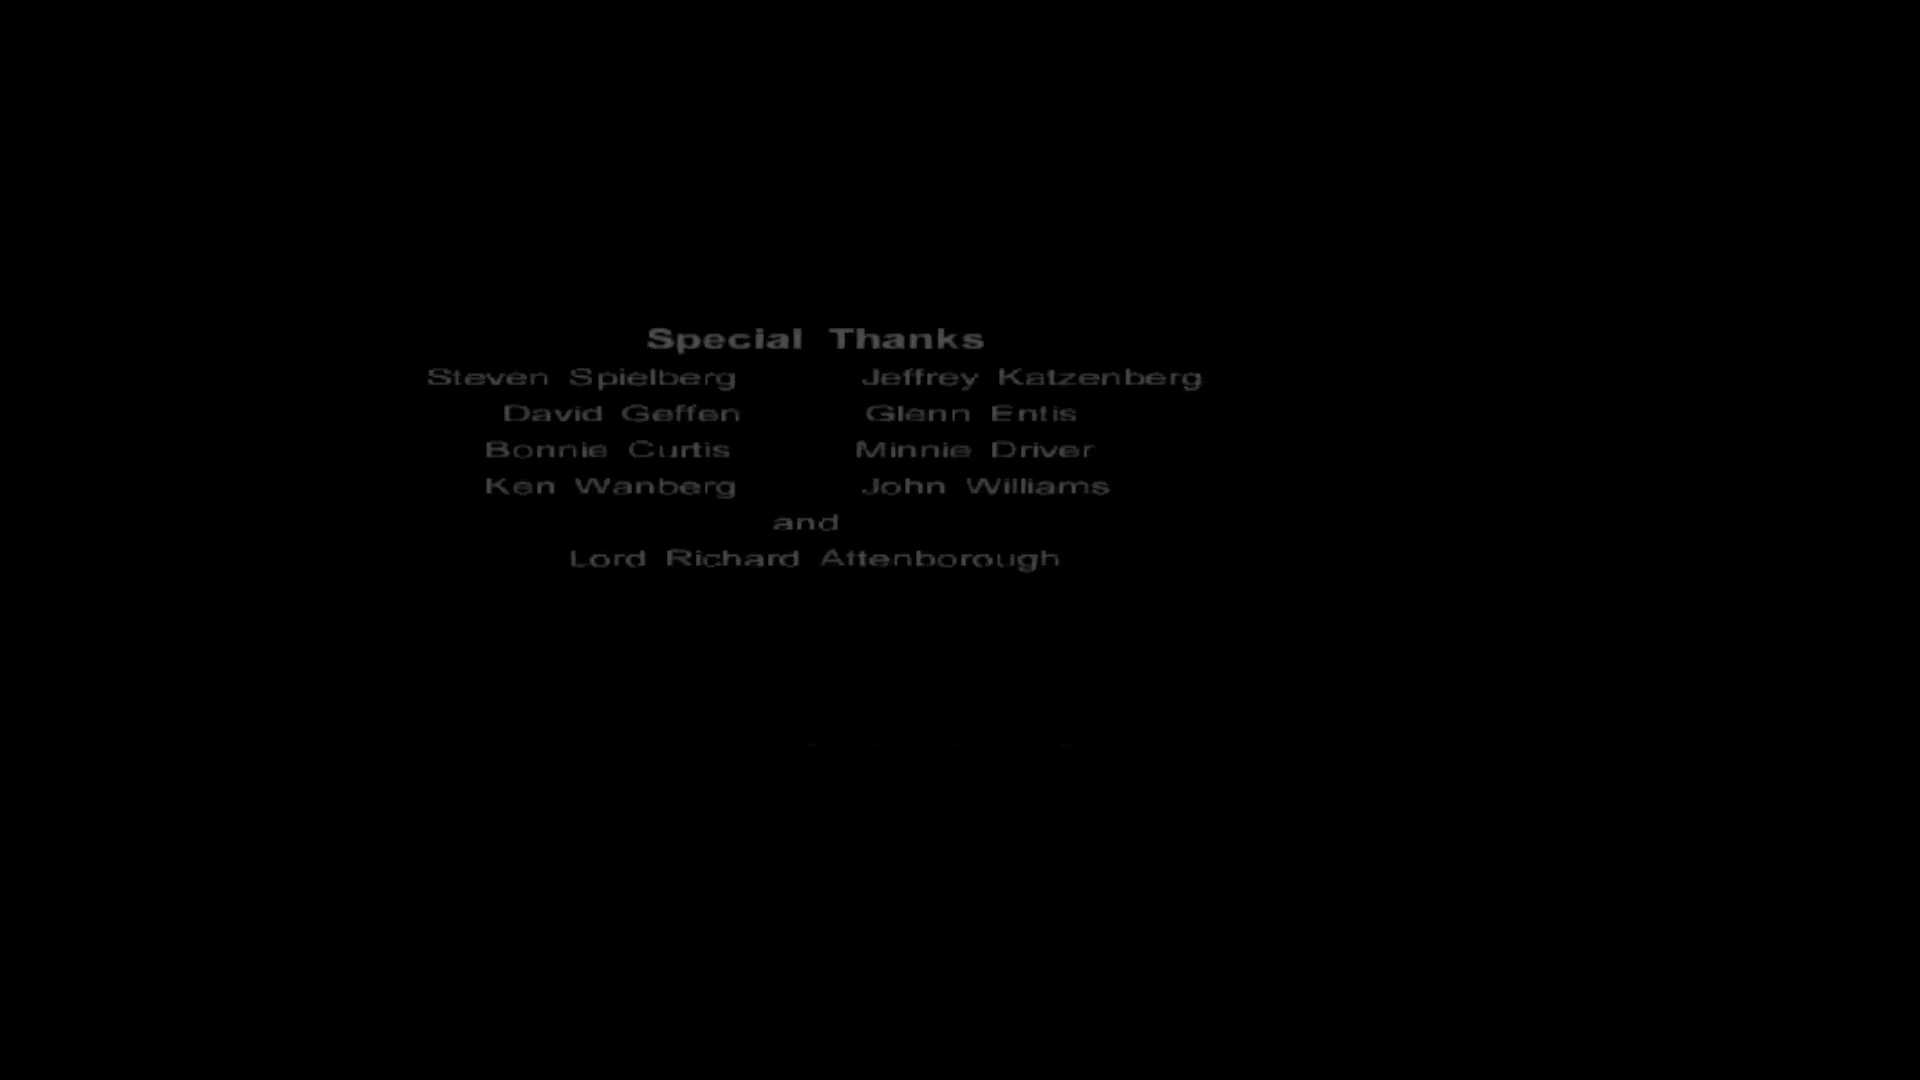 Special Thanks
Steven Spielberg Jeffrey Katzenberg
David Geffen Glenn Entis
Bonnie Curtis Minnie Driver
Ken Wanberg John Williams
and
Lord Richard Attenborough